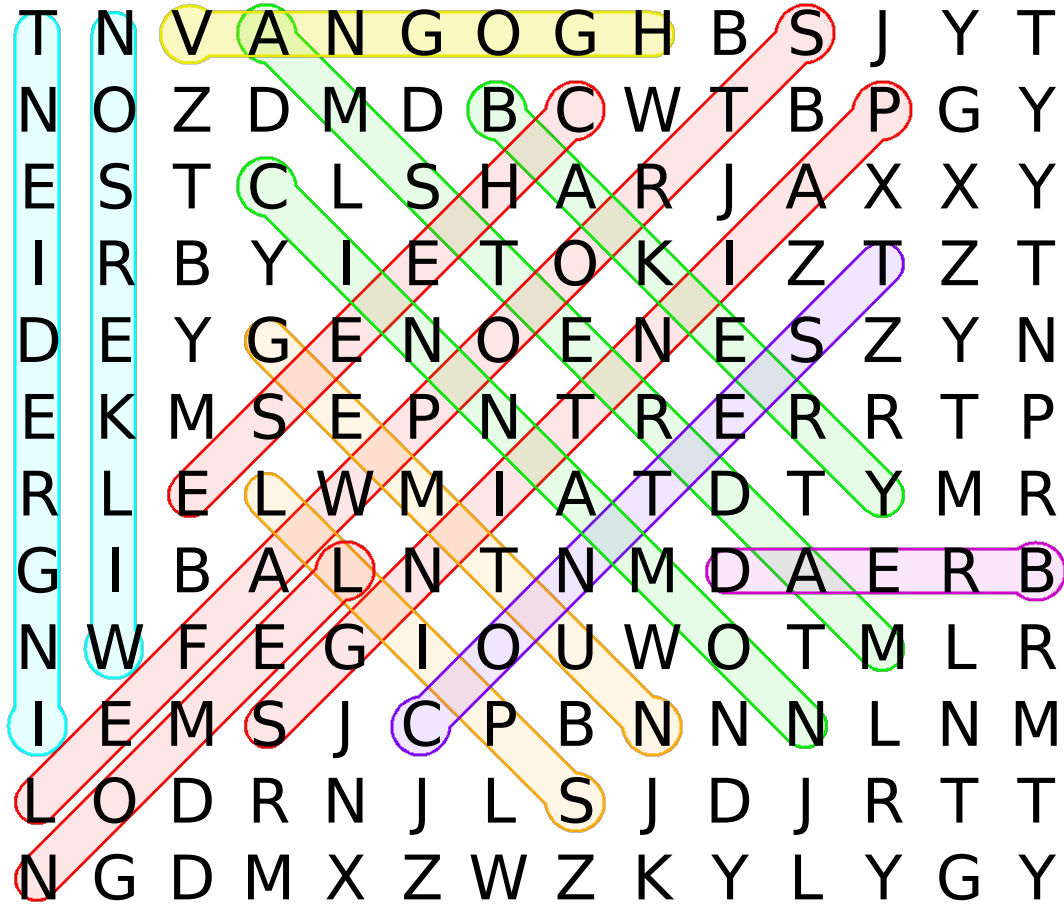 T N V A N G O G H B S J Y T
N O Z D M D B C W T B P G Y
E S T C L S H A R J A X X Y
I R B Y I E T O K I Z T Z T
D E Y G E N O E N E S Z Y N
E K M S E P N T R E R R T P
R L E L W M I A T D T Y M R
G I B A L N T N M D A E R B
N W F E G I O U W O T M L R
I E M S J C P B N N N L N M
L O D R N J L S J D J R T T
N G D M X Z W Z K Y L Y G Y